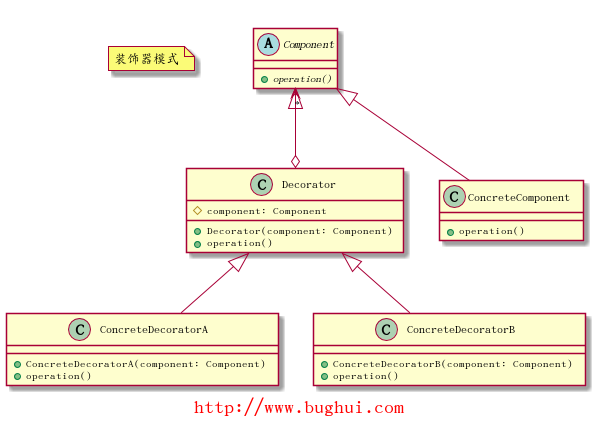 装饰器模式
A Component
operation()
*
C Decorator
component: Component
Decorator(component: Component)
operation()
C ConcreteComponent
operation()
C ConcreteDecoratorA
ConcreteDecoratorA(component: Component)
operation()
C ConcreteDecoratorB
ConcreteDecoratorB(component: Component)
operation()
http://www.bughui.com